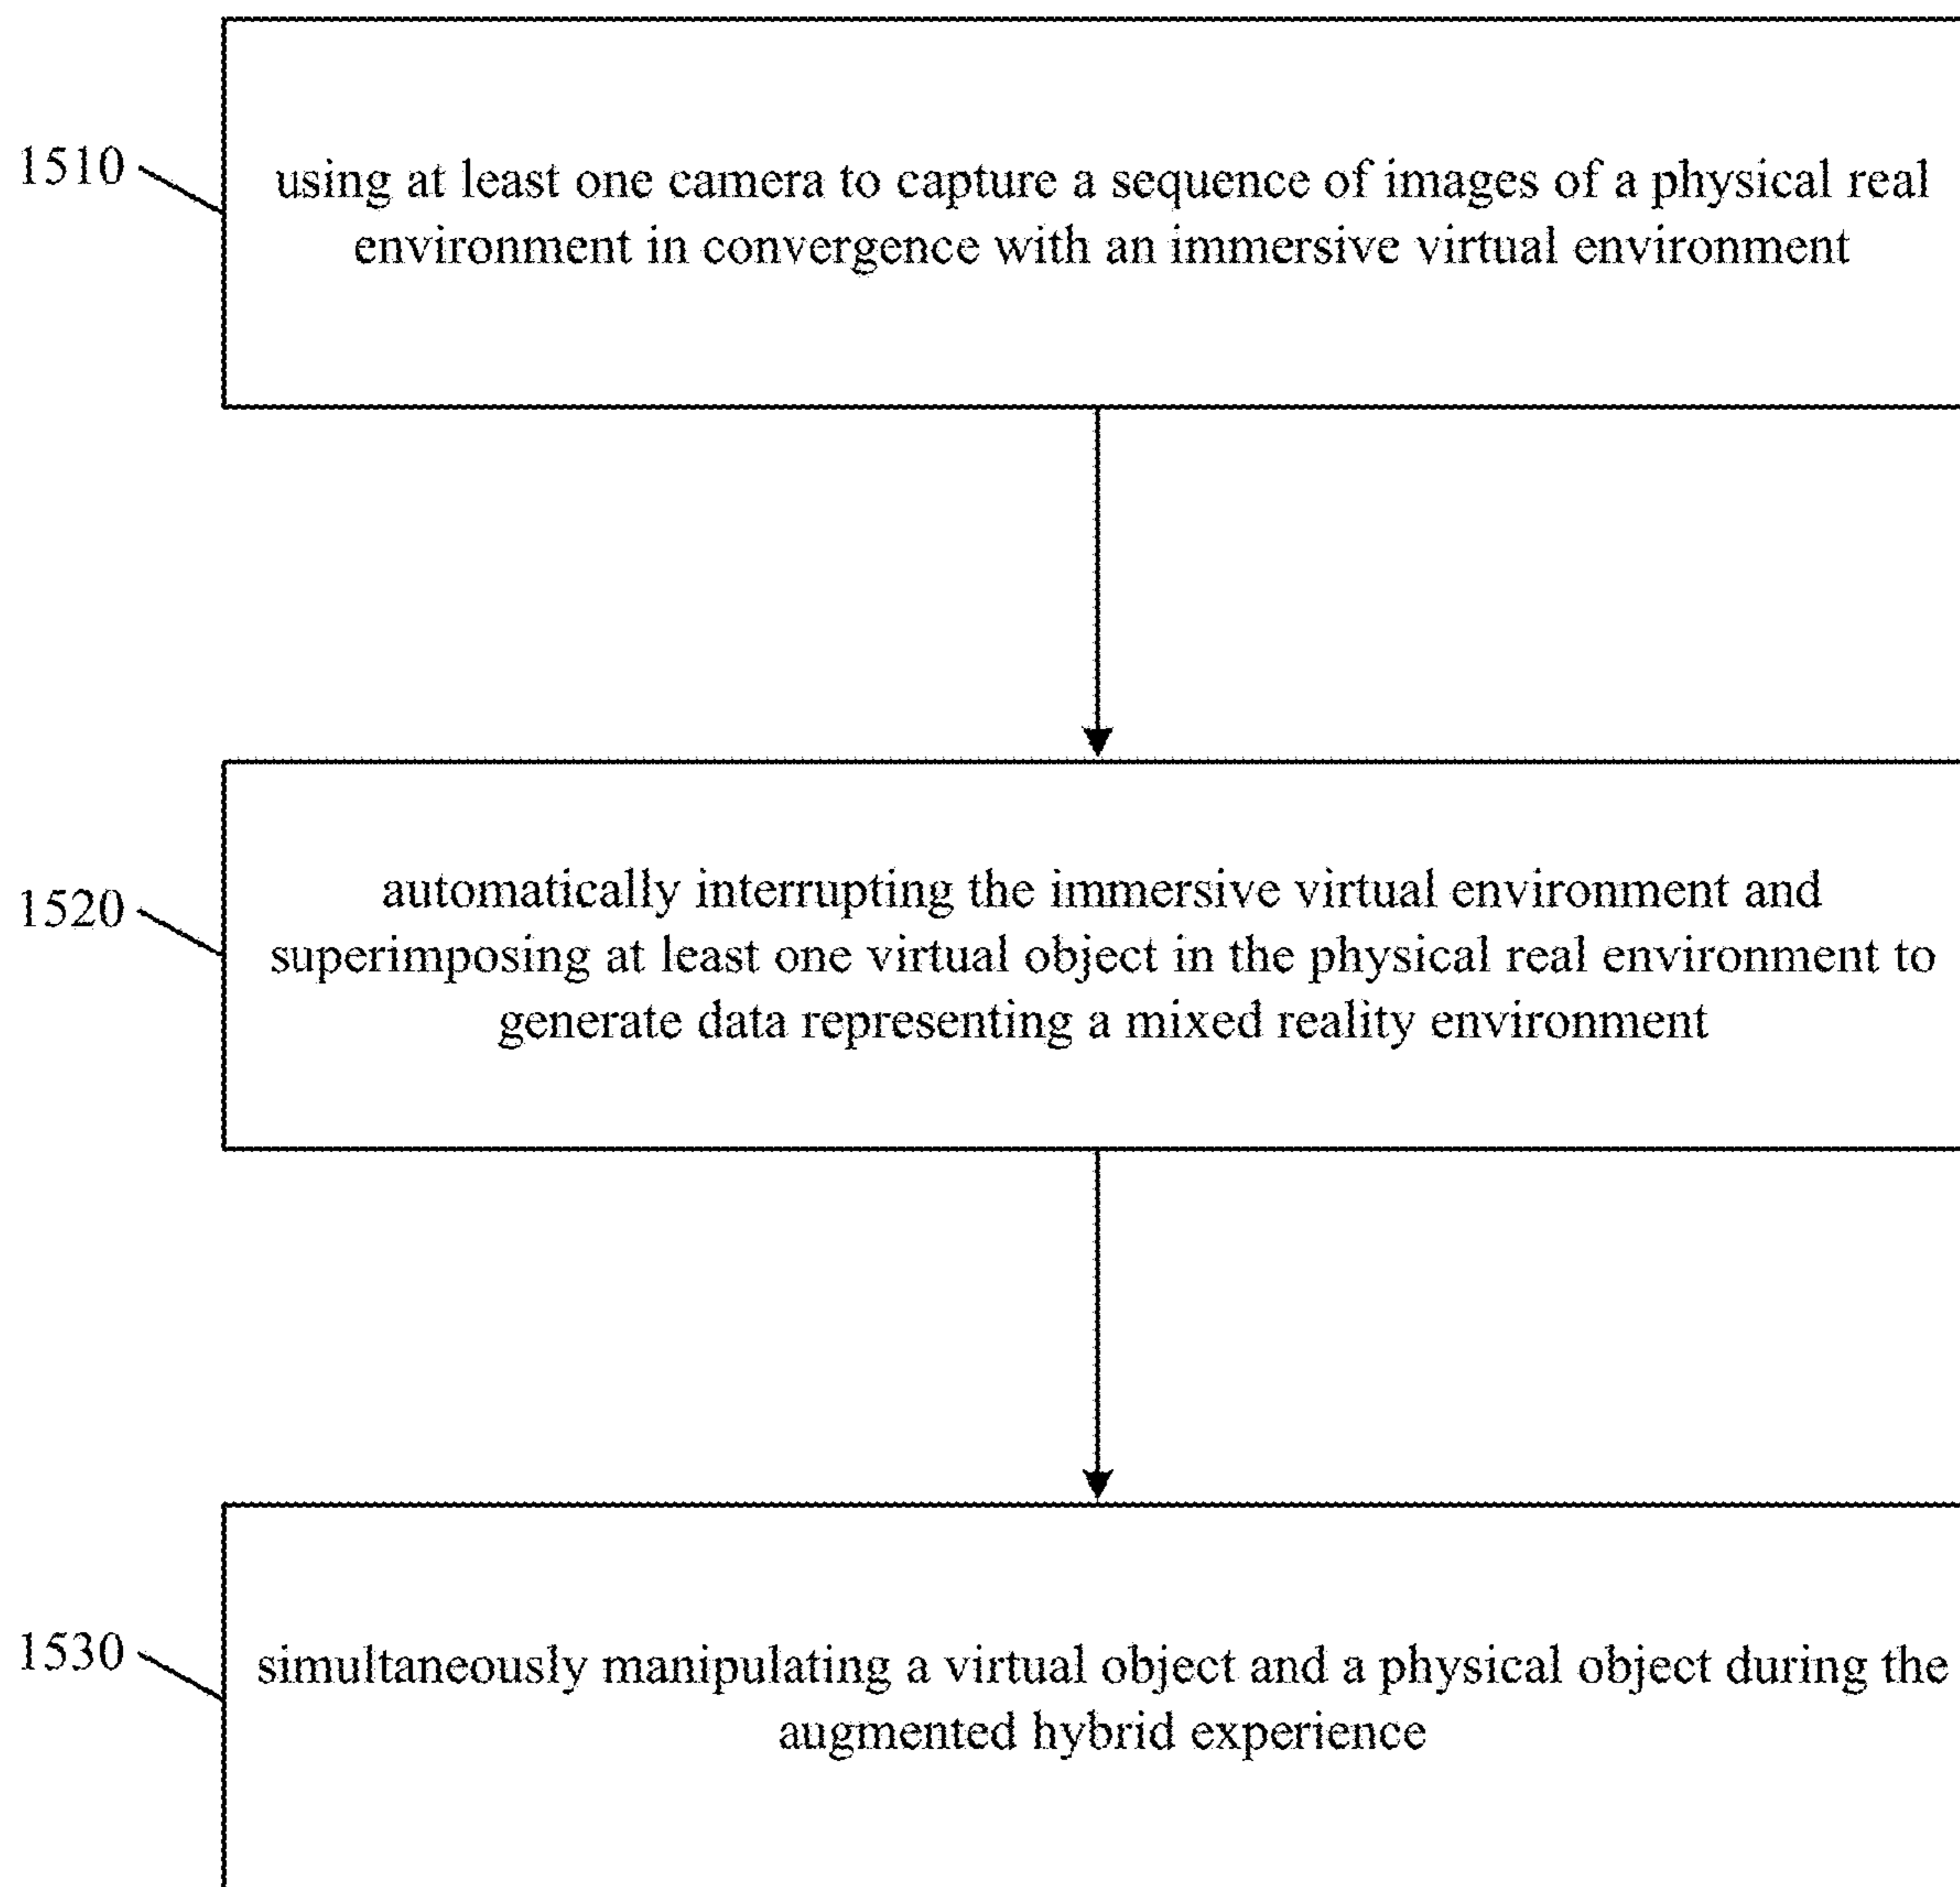 1510
using at least one camera to capture a sequence of images of a physical real
environment in convergence with an immersive virtual environment
1520
automatically interrupting the immersive virtual environment and
superimposing at least one virtual object in the physical real environment to
generate data representing a mixed reality environment
1530
simultaneously manipulating a virtual object and a physical object during the
augmented hybrid experience